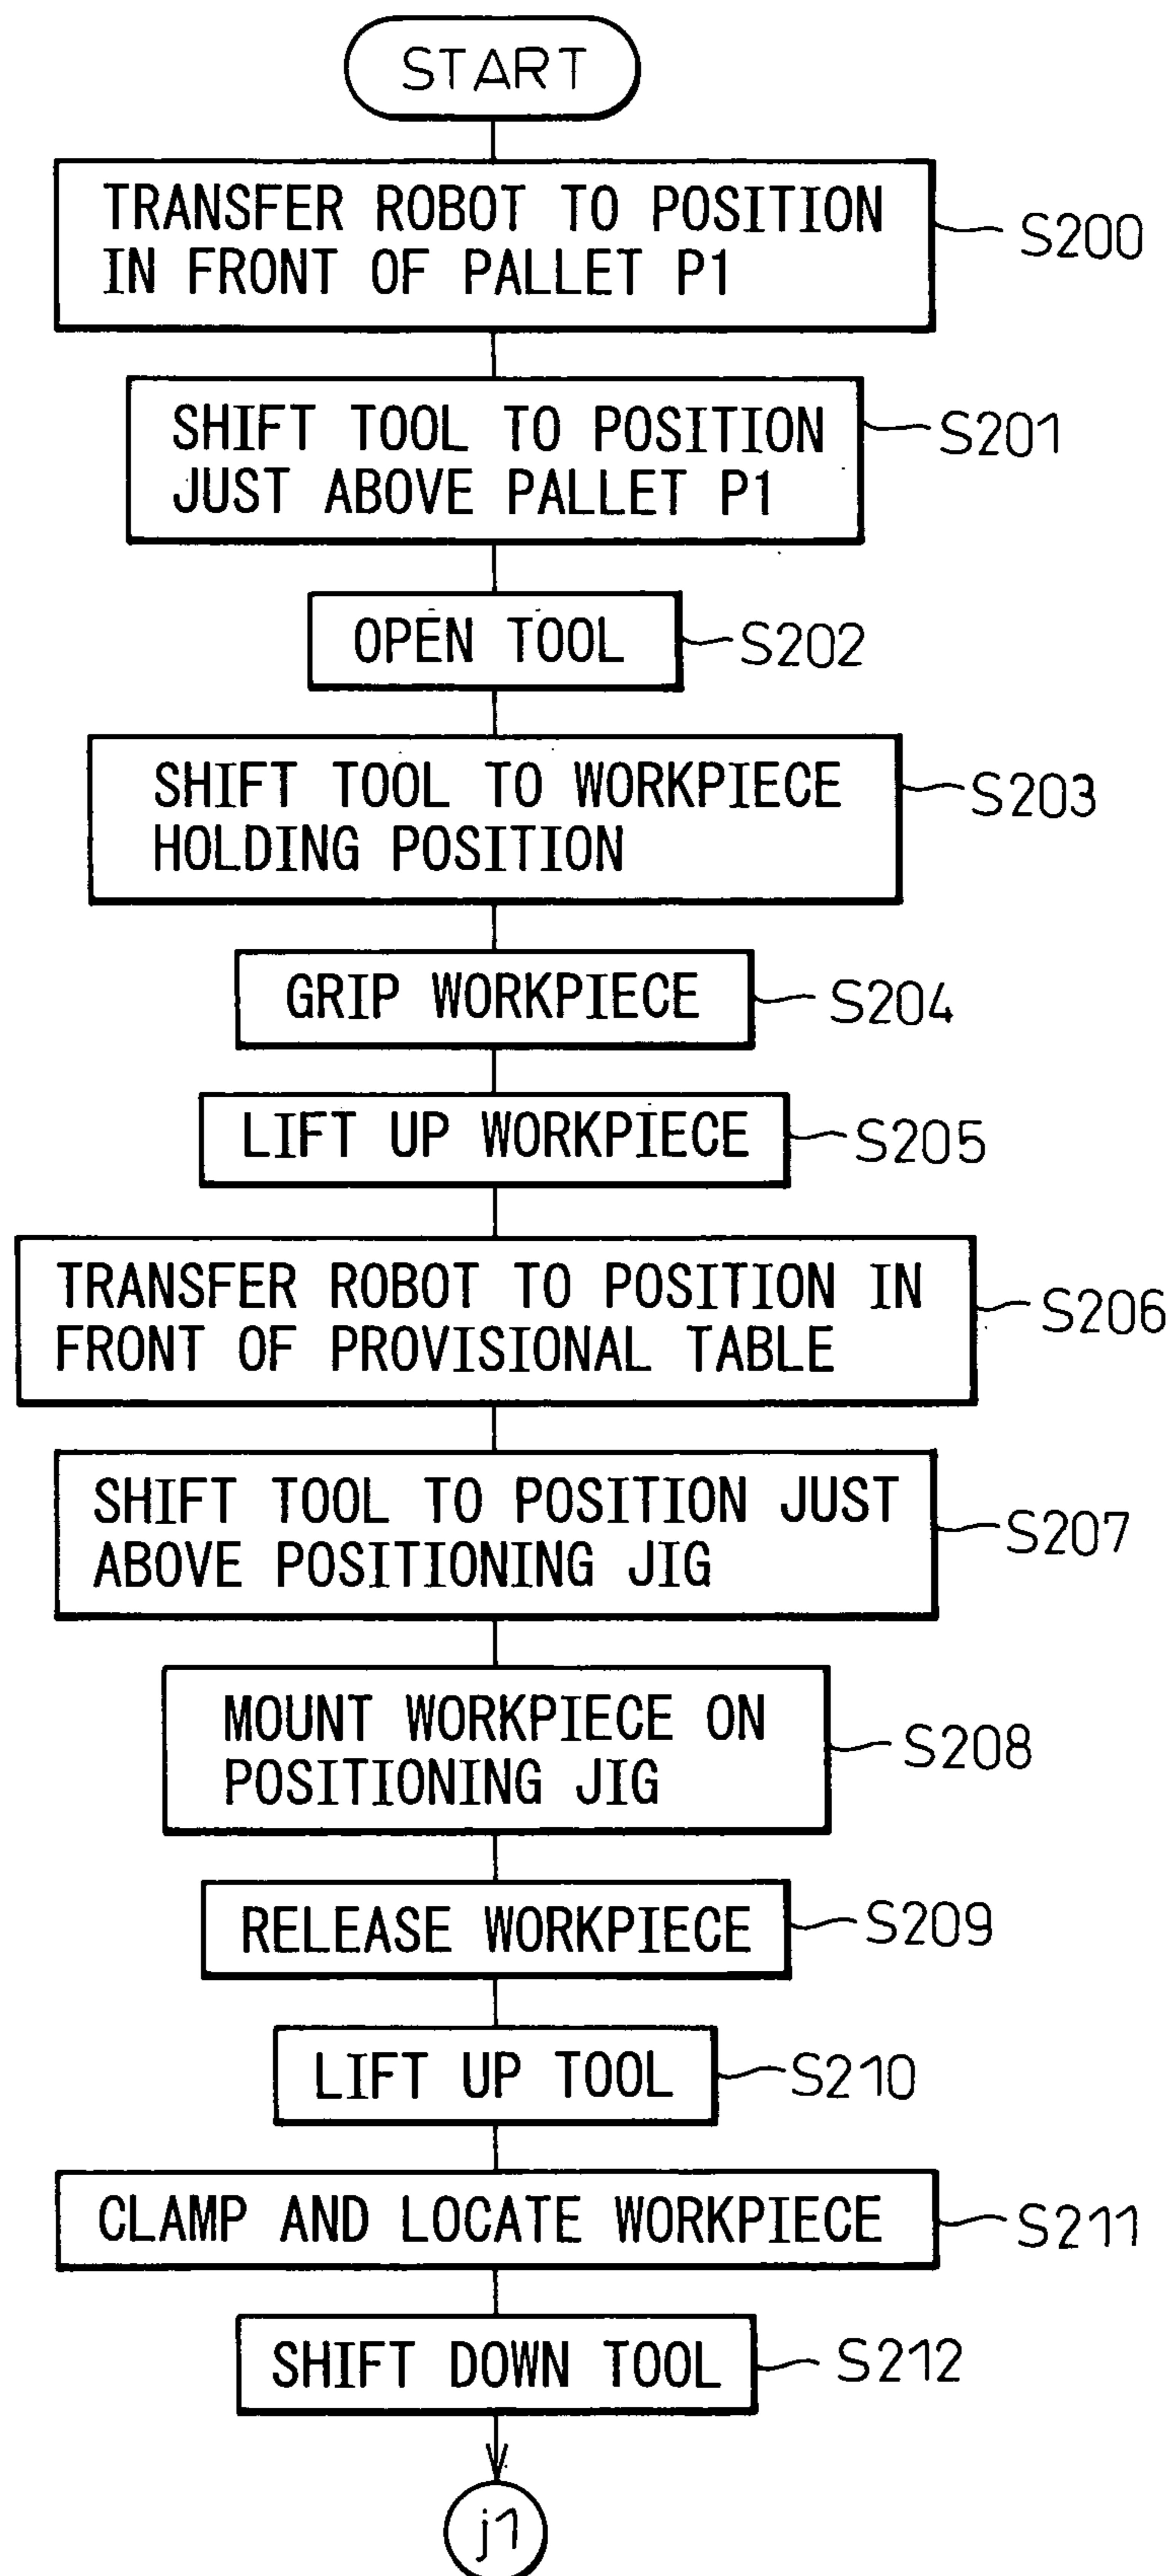 START
TRANSFER ROBOT TO POSITION
IN FRONT OF PALLET P1
S200
SHIFT TOOL TO POSITION
JUST ABOVE PALLET P1
S201
OPEN TOOL
S202
SHIFT TOOL TO WORKPIECE
HOLDING POSITION
S203
GRIP WORKPIECE
S204
LIFT UP WORKPIECE
S205
TRANSFER ROBOT TO POSITION IN
FRONT OF PROVISIONAL TABLE
S206
SHIFT TOOL TO POSITION JUST
ABOVE POSITIONING JIG
S207
MOUNT WORKPIECE ON
POSITIONING JIG
S208
RELEASE WORKPIECE
S209
LIFT UP TOOL
S210
CLAMP AND LOCATE WORKPIECE
S211
SHIFT DOWN TOOL
S212
j1